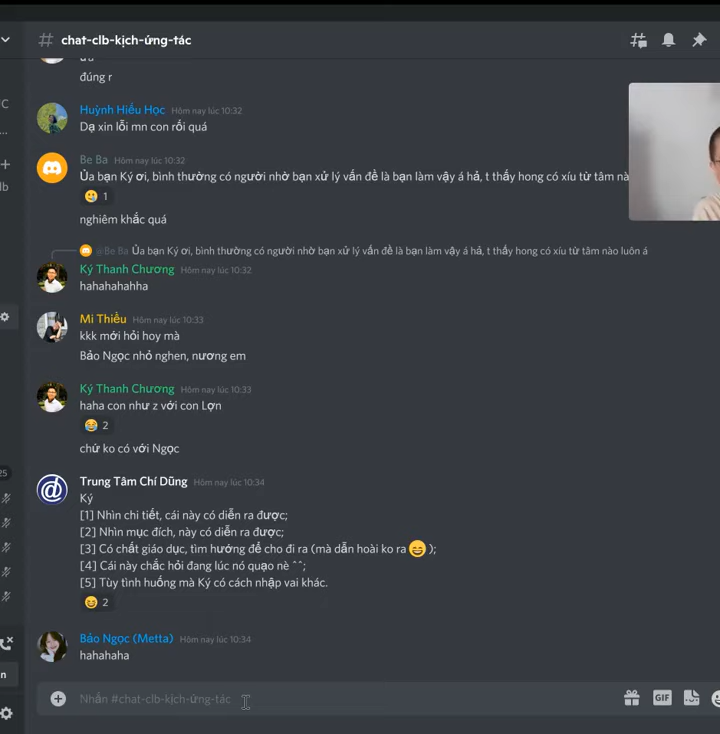 # chat-clb-kịch-ứng-tác
đúng r
Huỳnh Hiếu Học Hôm nay lúc 10:32
Dạ xin lỗi mn con rối quá
Be Ba Hôm nay lúc 10:32
Ủa bạn Ký ơi, bình thường có người nhờ bạn xử lý vấn đề là bạn làm vậy á hả, t thấy hong có xíu từ tâm nà
1
nghiêm khắc quá
@Be Ba Ủa bạn Ký ơi, bình thường có người nhờ bạn xử lý vấn đề là bạn làm vậy á hả, t thấy hong có xíu từ tâm nào luôn á
Ký Thanh Chương Hôm nay lúc 10:32
hahahahahha
Mi Thiều Hôm nay lúc 10:33
kkk mới hỏi hoy mà
Bảo Ngọc nhỏ nghen, nương em
Ký Thanh Chương Hôm nay lúc 10:33
haha con như z với con Lợn
2
chứ ko có với Ngọc
Trung Tâm Chí Dũng Hôm nay lúc 10:34
Ký
[1] Nhìn chi tiết, cái này có diễn ra được;
[2] Nhìn mục đích, này có diễn ra được;
[3] Có chất giáo dục, tìm hướng để cho đi ra (mà dẫn hoài ko ra 😄 );
[4] Cái này chắc hỏi đang lúc nó quạo nè ^^;
[5] Tùy tình huống mà Ký có cách nhập vai khác.
2
Bảo Ngọc (Metta) Hôm nay lúc 10:34
hahahaha
Nhắn #chat-clb-kịch-ứng-tác
GIF